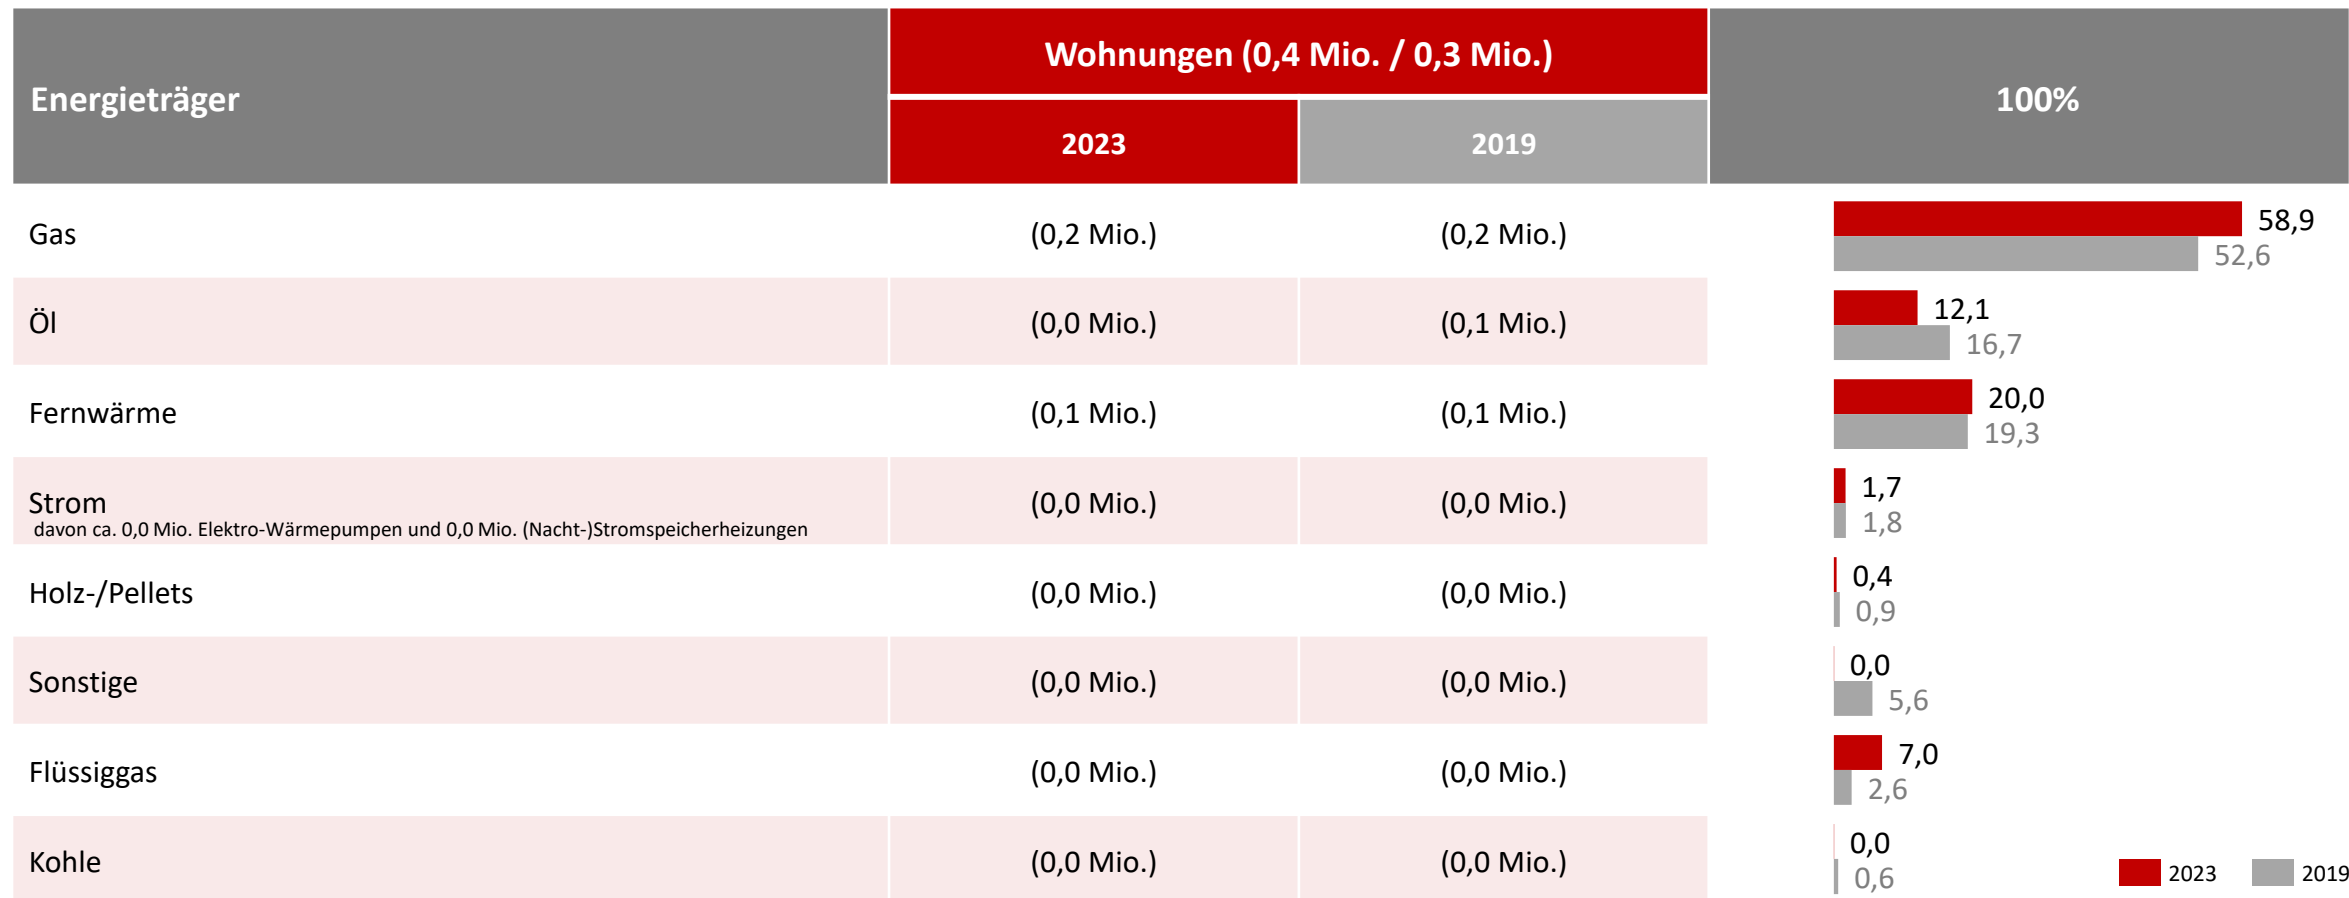 Energieträger
Wohnungen (0,4 Mio. / 0,3 Mio.)
100%
2023
2019
Gas
(0,2 Mio.)
(0,2 Mio.)
58,9
52,6
Öl
(0,0 Mio.)
(0,1 Mio.)
12,1
16,7
Fernwärme
(0,1 Mio.)
(0,1 Mio.)
20,0
19,3
Strom
davon ca. 0,0 Mio. Elektro-Wärmepumpen und 0,0 Mio. (Nacht-)Stromspeicherheizungen
(0,0 Mio.)
(0,0 Mio.)
1,7
1,8
Holz-/Pellets
(0,0 Mio.)
(0,0 Mio.)
0,4
0,9
Sonstige
(0,0 Mio.)
(0,0 Mio.)
0,0
5,6
Flüssiggas
(0,0 Mio.)
(0,0 Mio.)
7,0
2,6
Kohle
(0,0 Mio.)
(0,0 Mio.)
0,0
0,6
2023
2019